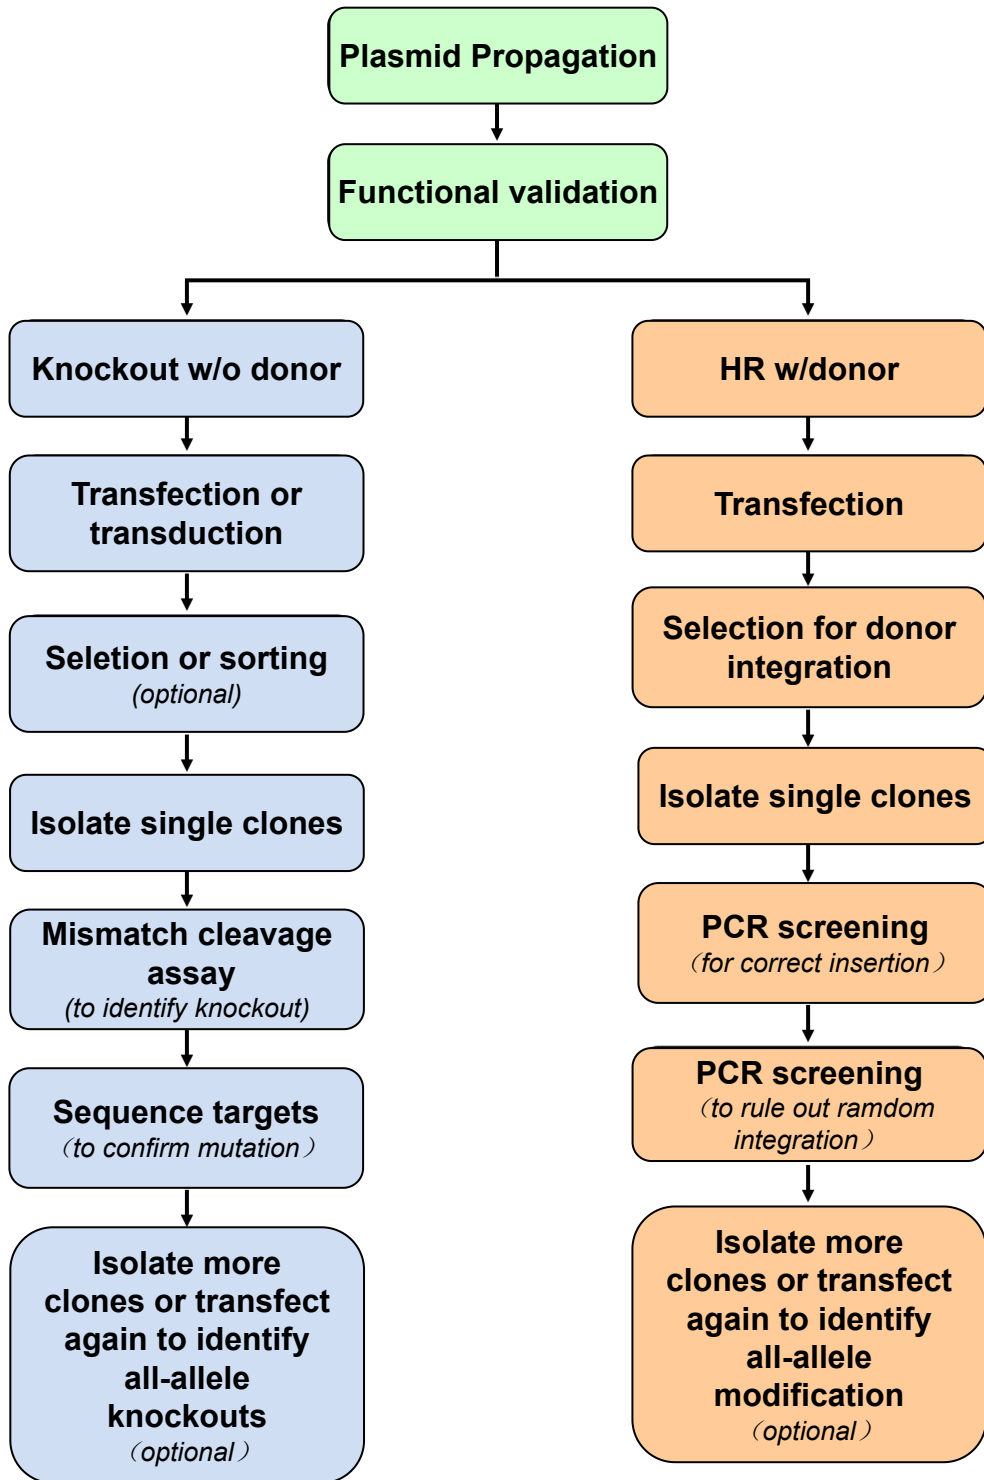 Plasmid Propagation
Functional validation
Knockout w/o donor
Transfection or
transduction
Seletion or sorting
(optional)
Isolate single clones
Mismatch cleavage
assay
(to identify knockout)
Sequence targets
（to confirm mutation）
Isolate more
clones or transfect
again to identify
all-allele
knockouts
（optional）
HR w/donor
Transfection
Selection for donor
integration
Isolate single clones
PCR screening
（for correct insertion）
PCR screening
（to rule out ramdom
integration）
Isolate more
clones or transfect
again to identify
all-allele
modification
（optional）